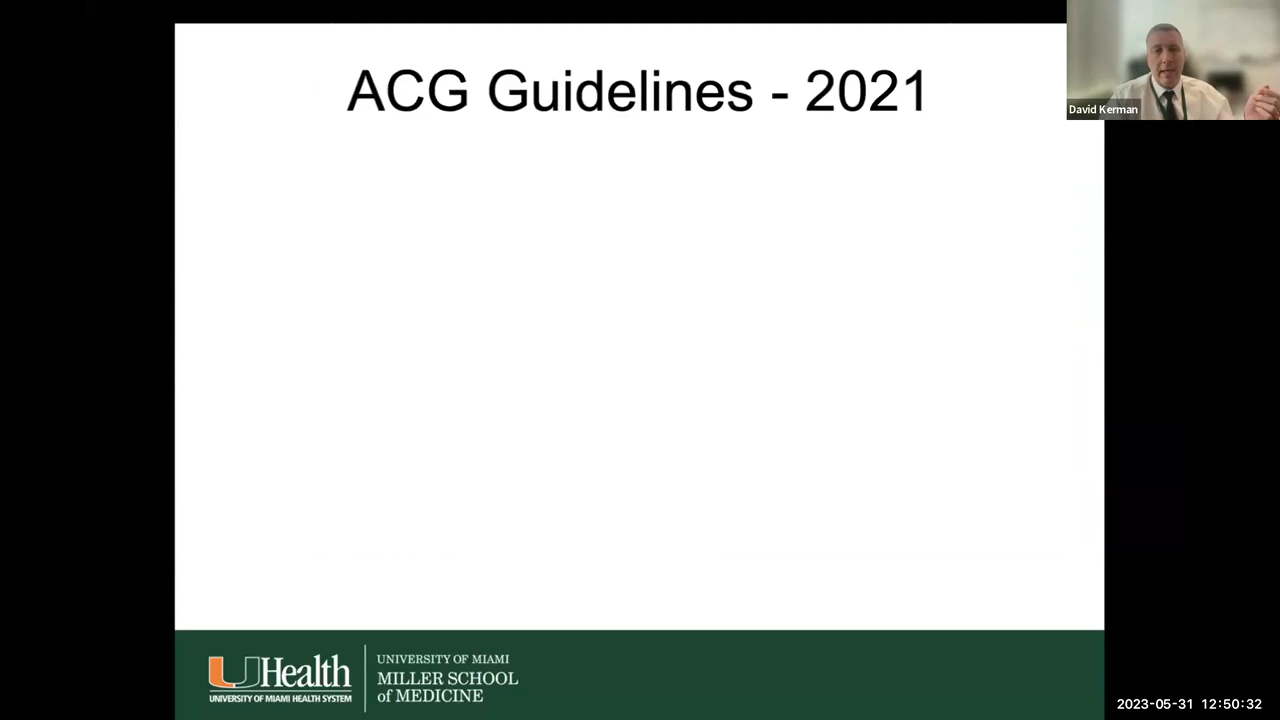 ACG Guidelines - 2021
David Kerman
UHealth
UNIVERSITY OF MIAMI HEALTH SYSTEM
UNIVERSITY OF MIAMI
MILLER SCHOOL
of MEDICINE
2023-05-31 12:50:32